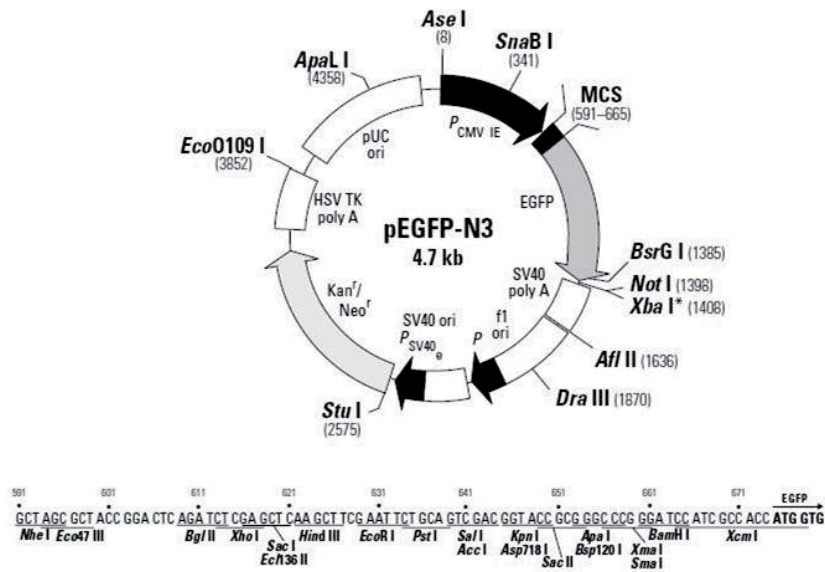 Ase I
(8)
SnaB I
(341)
ApaL I
(4358)
MCS
(591–665)
PCMV IE
pUC
ori
EcoO109 I
(3852)
HSV TK
poly A
EGFP
pEGFP-N3
4.7 kb
BsrG I (1385)
Not I (1398)
Xba I* (1408)
SV40
poly A
Kanr/
Neor
SV40 ori
PSV40e
f1
ori
P
Afl II (1636)
Dra III (1870)
Stu I
(2575)
591 601 611 621 631 641 651 661 671 EGFP
GCT AGC GCT ACC GGA CTC AGA TCT CGA GCT CAA GCT TCG AAT TCT GCA GTC GAC GGT ACC GCG GGC CCG GGA TCC ATC GCC ACC ATG GTG
Nhe I Eco47 III Bgl II Xho I Hind III EcoR I Pst I Sal I Kpn I Apa I BamH I Xcm I
Sac I Acc I Asp718 I Bsp120 I Xma I
Ecl136 II Sac II Sma I